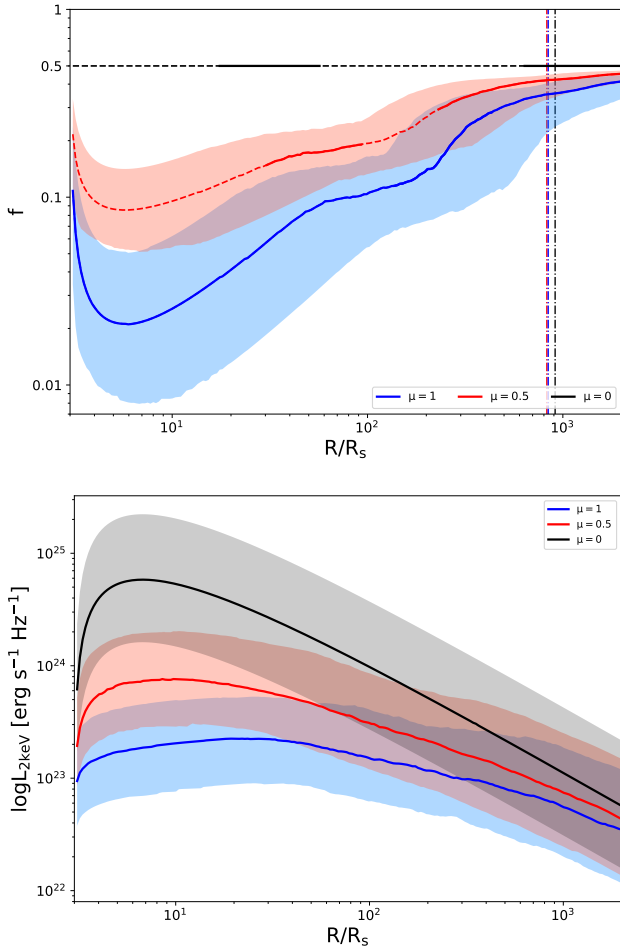 1
0.5
f
0.1
0.01
μ = 1 μ = 0.5 μ = 0
10¹ 10² 10³
R/Rₛ
10²⁵
10²⁴
10²³
10²²
logL₂ₖₑᵥ [erg s⁻¹ Hz⁻¹]
μ = 1
μ = 0.5
μ = 0
10¹ 10² 10³
R/Rₛ